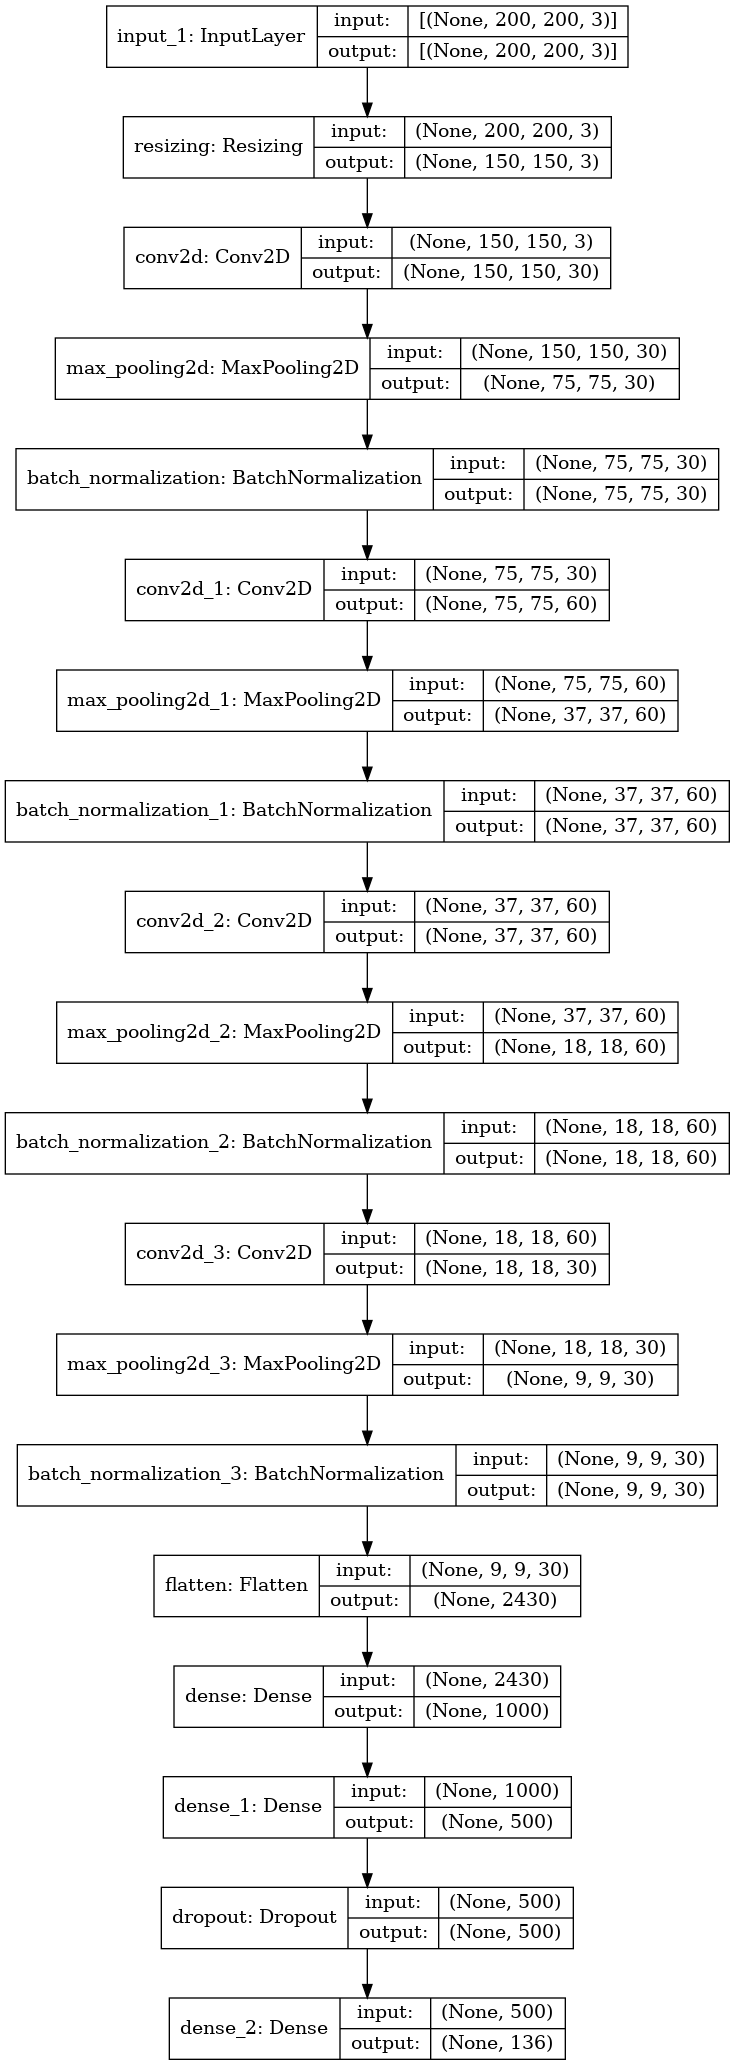 input_1: InputLayer
input: [(None, 200, 200, 3)]
output: [(None, 200, 200, 3)]
resizing: Resizing
input: (None, 200, 200, 3)
output: (None, 150, 150, 3)
conv2d: Conv2D
input: (None, 150, 150, 3)
output: (None, 150, 150, 30)
max_pooling2d: MaxPooling2D
input: (None, 150, 150, 30)
output: (None, 75, 75, 30)
batch_normalization: BatchNormalization
input: (None, 75, 75, 30)
output: (None, 75, 75, 30)
conv2d_1: Conv2D
input: (None, 75, 75, 30)
output: (None, 75, 75, 60)
max_pooling2d_1: MaxPooling2D
input: (None, 75, 75, 60)
output: (None, 37, 37, 60)
batch_normalization_1: BatchNormalization
input: (None, 37, 37, 60)
output: (None, 37, 37, 60)
conv2d_2: Conv2D
input: (None, 37, 37, 60)
output: (None, 37, 37, 60)
max_pooling2d_2: MaxPooling2D
input: (None, 37, 37, 60)
output: (None, 18, 18, 60)
batch_normalization_2: BatchNormalization
input: (None, 18, 18, 60)
output: (None, 18, 18, 60)
conv2d_3: Conv2D
input: (None, 18, 18, 60)
output: (None, 18, 18, 30)
max_pooling2d_3: MaxPooling2D
input: (None, 18, 18, 30)
output: (None, 9, 9, 30)
batch_normalization_3: BatchNormalization
input: (None, 9, 9, 30)
output: (None, 9, 9, 30)
flatten: Flatten
input: (None, 9, 9, 30)
output: (None, 2430)
dense: Dense
input: (None, 2430)
output: (None, 1000)
dense_1: Dense
input: (None, 1000)
output: (None, 500)
dropout: Dropout
input: (None, 500)
output: (None, 500)
dense_2: Dense
input: (None, 500)
output: (None, 136)